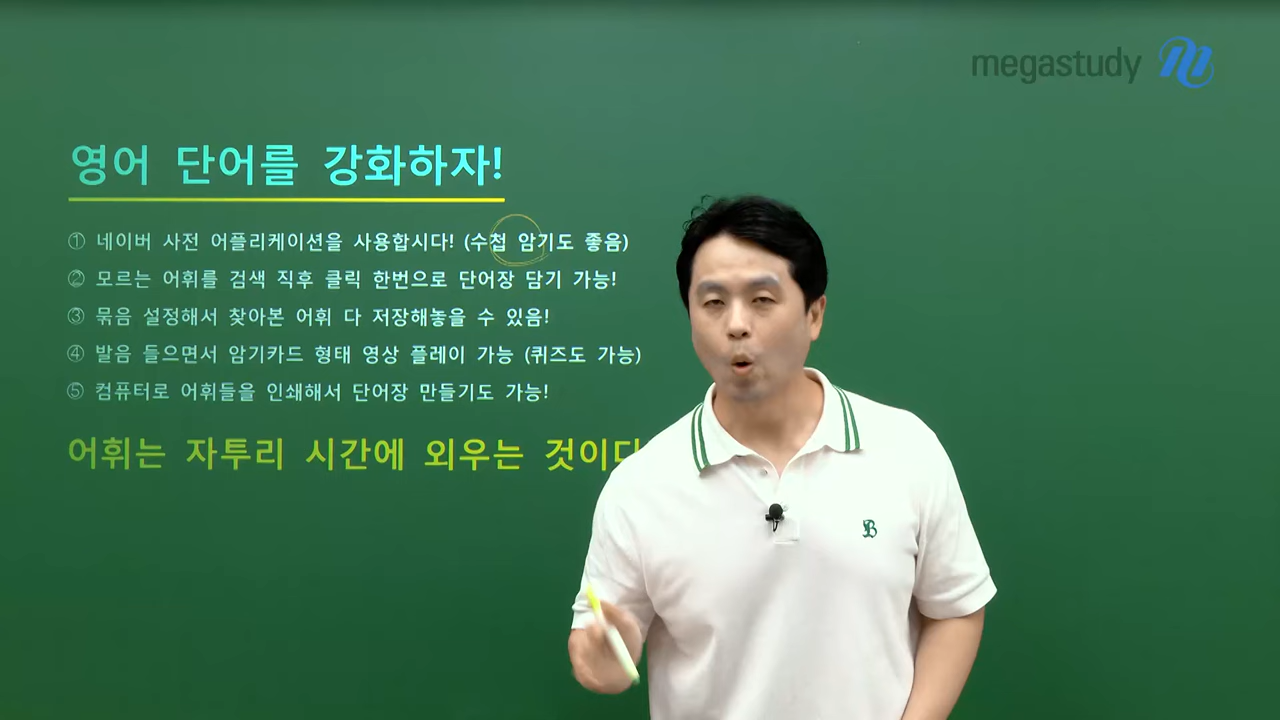 megastudy
영어 단어를 강화하자!
① 네이버 사전 어플리케이션을 사용합시다! (수첩 암기도 좋음)
② 모르는 어휘를 검색 직후 클릭 한번으로 단어장 담기 가능!
③ 묶음 설정해서 찾아본 어휘 다 저장해놓을 수 있음!
④ 발음 들으면서 암기카드 형태 영상 플레이 가능 (퀴즈도 가능)
⑤ 컴퓨터로 어휘들을 인쇄해서 단어장 만들기도 가능!
어휘는 자투리 시간에 외우는 것이다
B